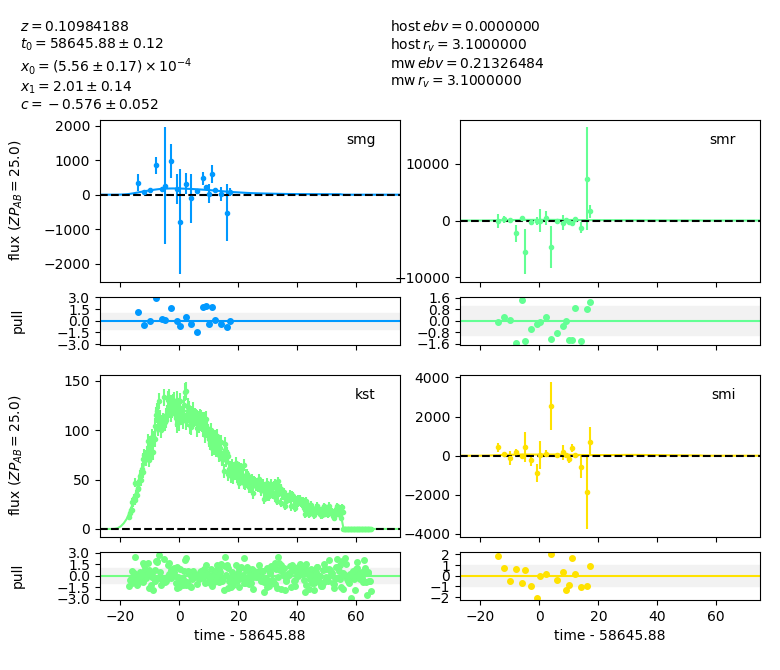 z = 0.10984188
t₀ = 58645.88 ± 0.12
x₀ = (5.56 ± 0.17) × 10⁻⁴
x₁ = 2.01 ± 0.14
c = −0.576 ± 0.052
host ebv = 0.0000000
host r_v = 3.1000000
mw ebv = 0.21326484
mw r_v = 3.1000000
flux (ZP_AB = 25.0)
2000
1000
0
−1000
−2000
smg
10000
0
−10000
smr
pull
3.0
1.5
0.0
−1.5
−3.0
1.6
0.8
0.0
−0.8
−1.6
flux (ZP_AB = 25.0)
150
100
50
0
kst
4000
2000
0
−2000
−4000
smi
pull
3.0
1.5
0.0
−1.5
−3.0
2
1
0
−1
−2
−20 0 20 40 60
−20 0 20 40 60
time - 58645.88
time - 58645.88